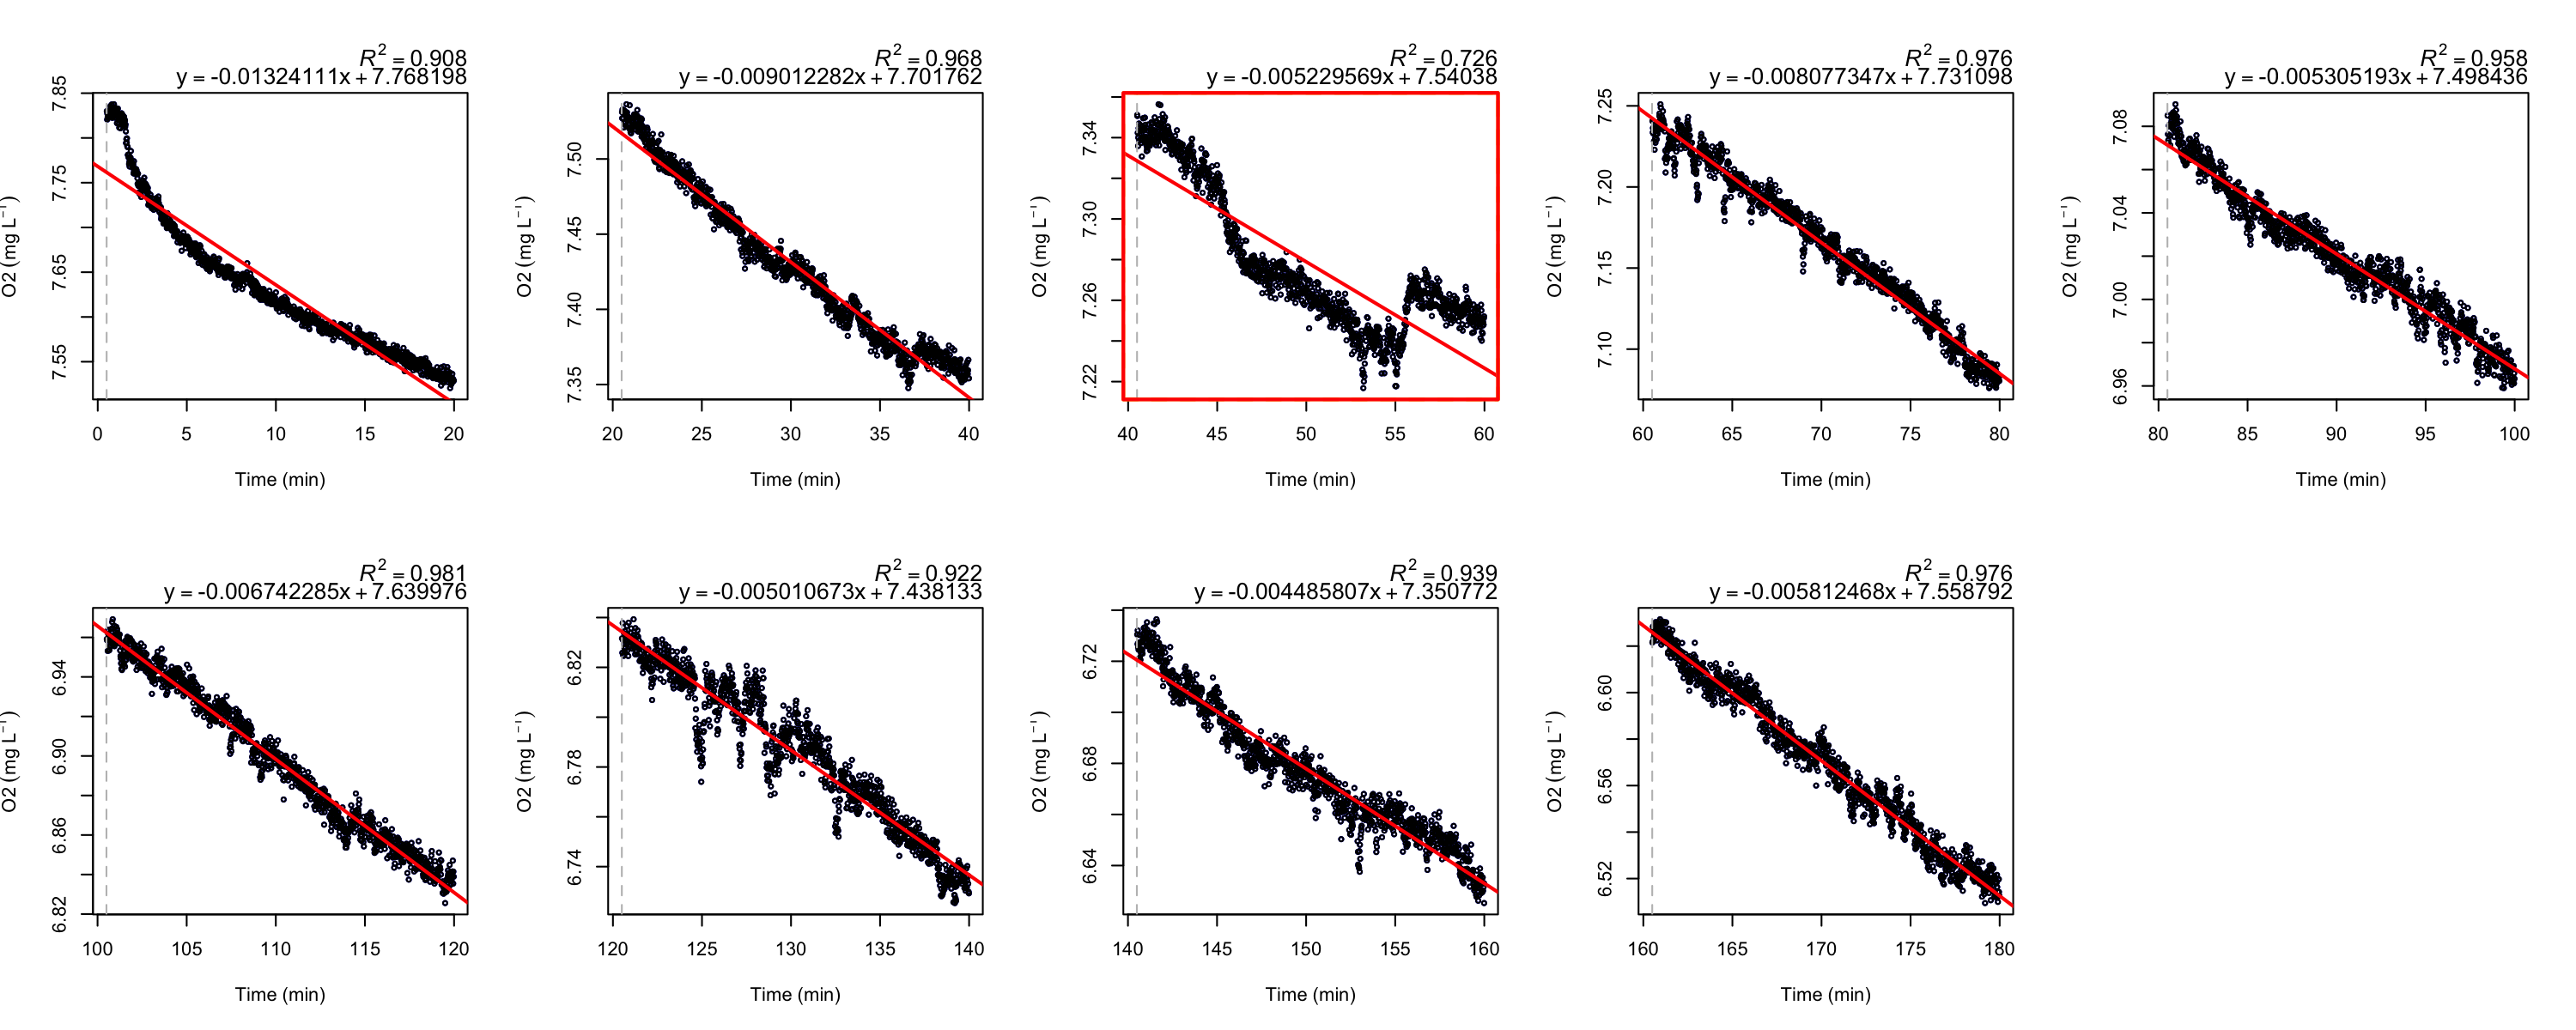 R² = 0.908
y = -0.01324111x + 7.768198
O2 (mg L⁻¹)
7.55 7.65 7.75 7.85
0 5 10 15 20
Time (min)
R² = 0.968
y = -0.009012282x + 7.701762
O2 (mg L⁻¹)
7.35 7.40 7.45 7.50
20 25 30 35 40
Time (min)
R² = 0.726
y = -0.005229569x + 7.54038
O2 (mg L⁻¹)
7.22 7.26 7.30 7.34
40 45 50 55 60
Time (min)
R² = 0.976
y = -0.008077347x + 7.731098
O2 (mg L⁻¹)
7.10 7.15 7.20 7.25
60 65 70 75 80
Time (min)
R² = 0.958
y = -0.005305193x + 7.498436
O2 (mg L⁻¹)
6.96 7.00 7.04 7.08
80 85 90 95 100
Time (min)
R² = 0.981
y = -0.006742285x + 7.639976
O2 (mg L⁻¹)
6.82 6.86 6.90 6.94
100 105 110 115 120
Time (min)
R² = 0.922
y = -0.005010673x + 7.438133
O2 (mg L⁻¹)
6.74 6.78 6.82
120 125 130 135 140
Time (min)
R² = 0.939
y = -0.004485807x + 7.350772
O2 (mg L⁻¹)
6.64 6.68 6.72
140 145 150 155 160
Time (min)
R² = 0.976
y = -0.005812468x + 7.558792
O2 (mg L⁻¹)
6.52 6.56 6.60
160 165 170 175 180
Time (min)